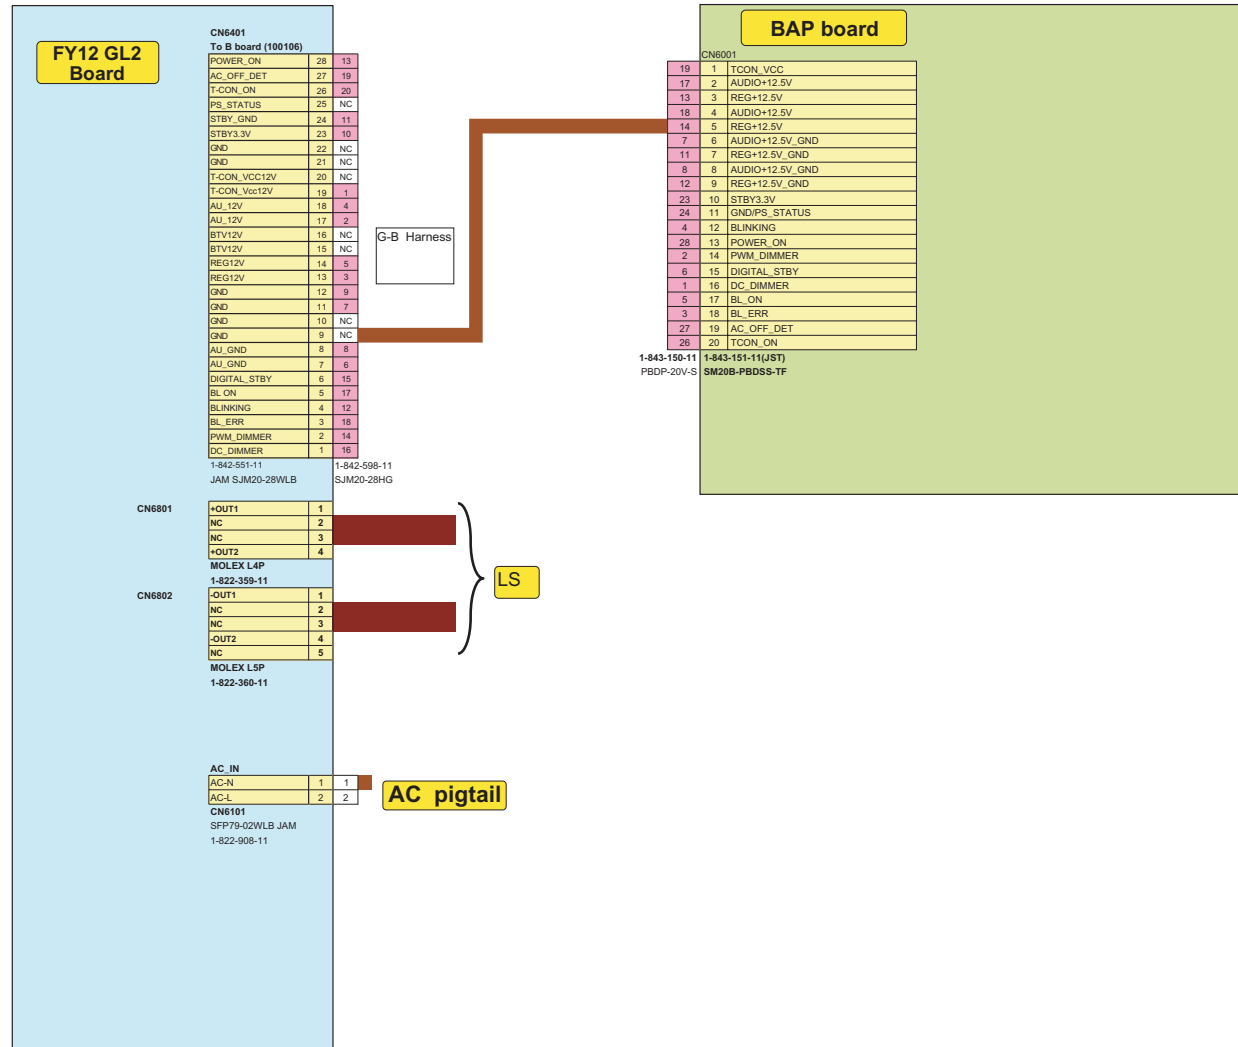 FY12 GL2
Board
CN6401
To B board (100106)
POWER_ON 28 13
AC_OFF_DET 27 19
T-CON_ON 26 20
PS_STATUS 25 NC
STBY_GND 24 11
STBY3.3V 23 10
GND 22 NC
GND 21 NC
T-CON_VCC12V 20 NC
T-CON_Vcc12V 19 1
AU_12V 18 4
AU_12V 17 2
BTV12V 16 NC
BTV12V 15 NC
REG12V 14 5
REG12V 13 3
GND 12 9
GND 11 7
GND 10 NC
GND 9 NC
AU_GND 8 8
AU_GND 7 6
DIGITAL_STBY 6 15
BL ON 5 17
BLINKING 4 12
BL_ERR 3 18
PWM_DIMMER 2 14
DC_DIMMER 1 16
1-842-551-11 1-842-598-11
JAM SJM20-28WLB SJM20-28HG
G-B Harness
BAP board
CN6001
19 1 TCON_VCC
17 2 AUDIO+12.5V
13 3 REG+12.5V
18 4 AUDIO+12.5V
14 5 REG+12.5V
7 6 AUDIO+12.5V_GND
11 7 REG+12.5V_GND
8 8 AUDIO+12.5V_GND
12 9 REG+12.5V_GND
23 10 STBY3.3V
24 11 GND/PS_STATUS
4 12 BLINKING
28 13 POWER_ON
2 14 PWM_DIMMER
6 15 DIGITAL_STBY
1 16 DC_DIMMER
5 17 BL_ON
3 18 BL_ERR
27 19 AC_OFF_DET
26 20 TCON_ON
1-843-150-11 1-843-151-11(JST)
PBDP-20V-S SM20B-PBDSS-TF
CN6801
+OUT1 1
NC 2
NC 3
+OUT2 4
MOLEX L4P
1-822-359-11
CN6802
-OUT1 1
NC 2
NC 3
-OUT2 4
NC 5
MOLEX L5P
1-822-360-11
LS
AC_IN
AC-N 1 1
AC-L 2 2
CN6101
SFP79-02WLB JAM
1-822-908-11
AC pigtail